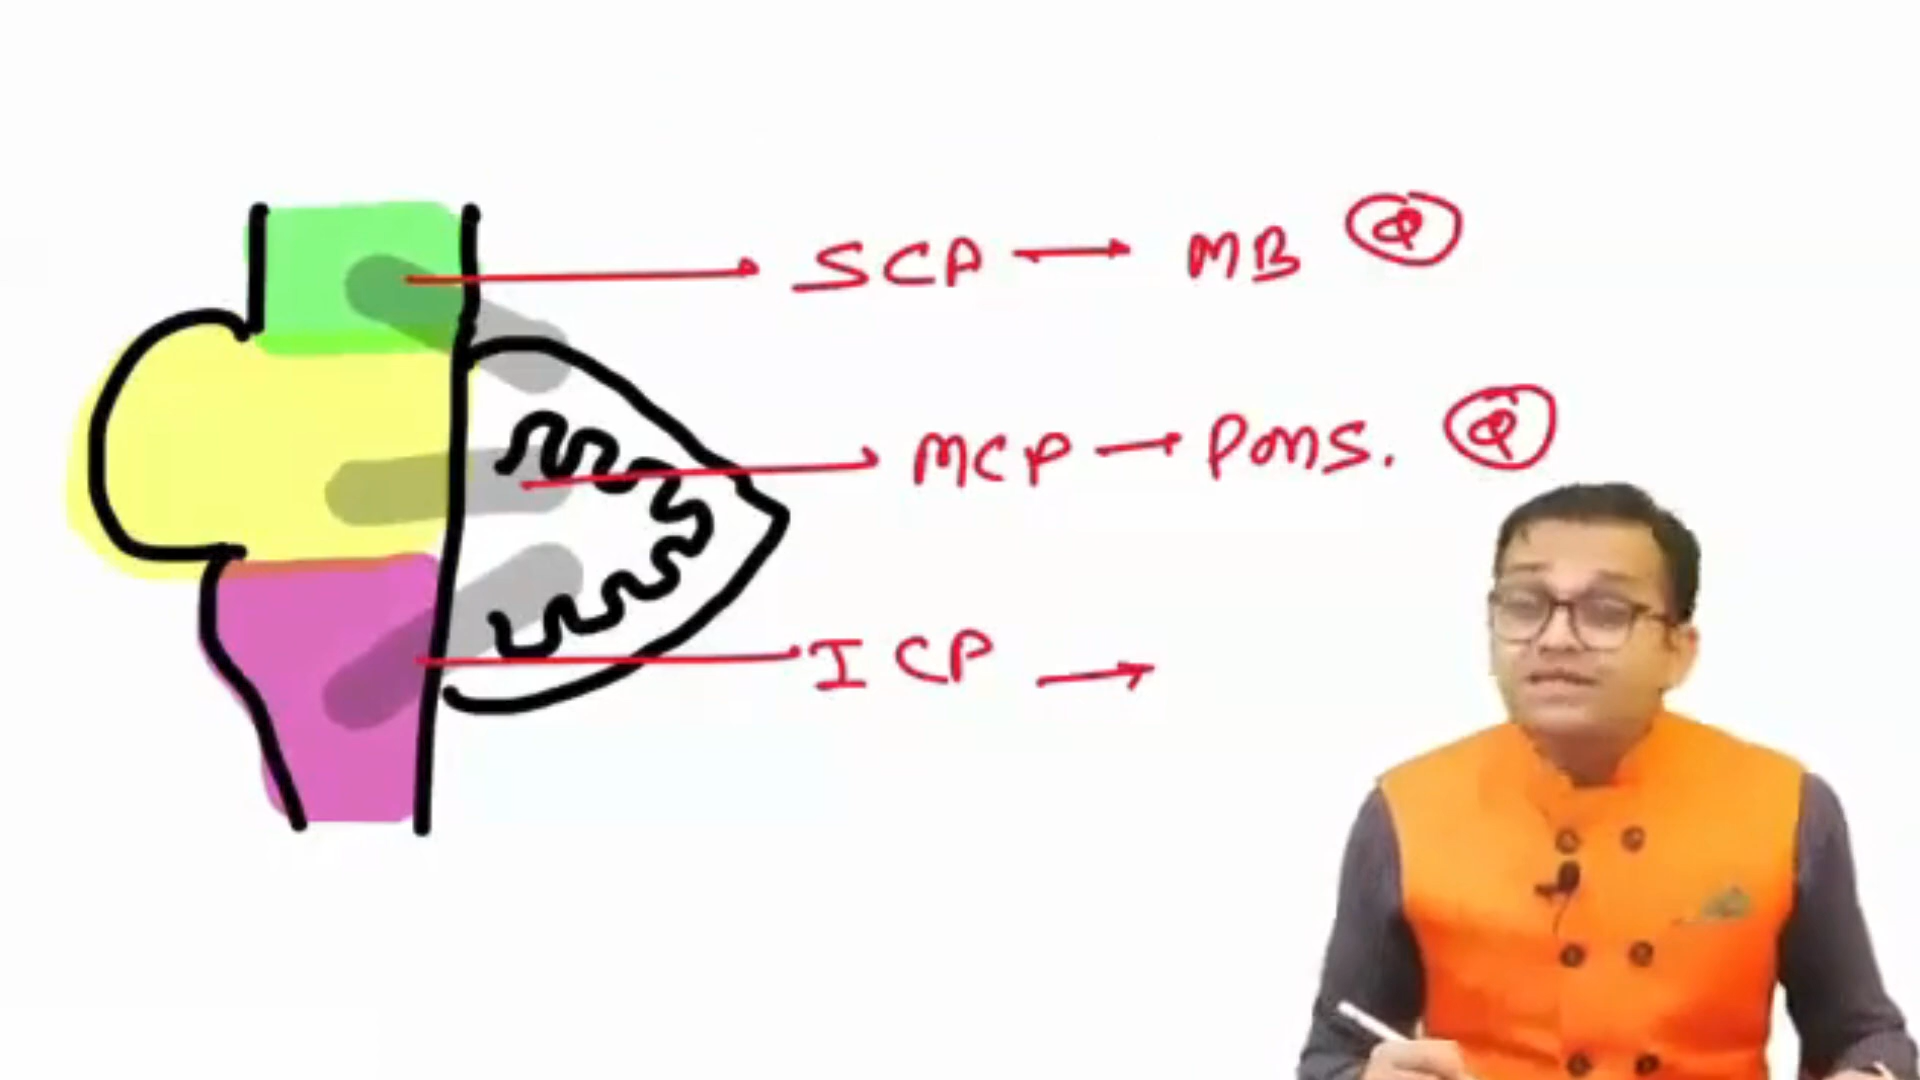 SCP → MB Q
MCP → Pons. Q
ICP →